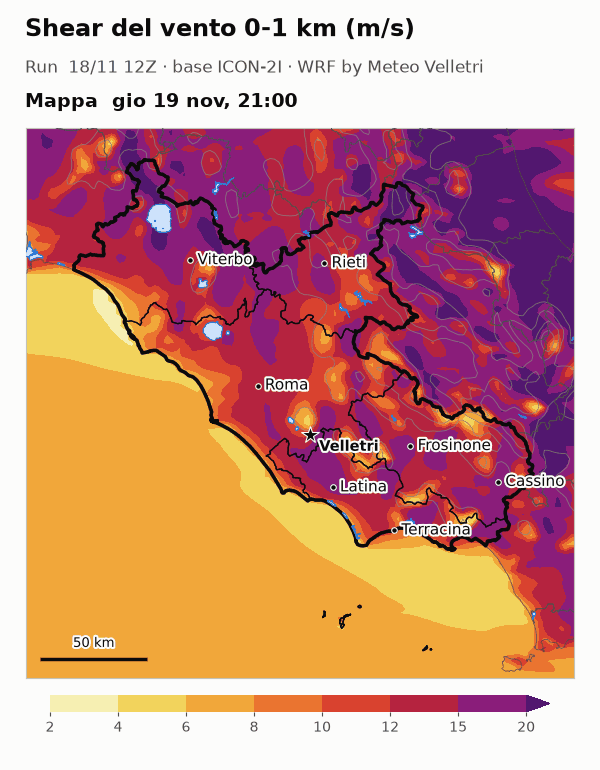 Shear del vento 0-1 km (m/s)
Run 18/11 12Z · base ICON-2I · WRF by Meteo Velletri
Mappa gio 19 nov, 21:00
Viterbo
Rieti
Roma
Velletri
Frosinone
Latina
Cassino
Terracina
50 km
2 4 6 8 10 12 15 20